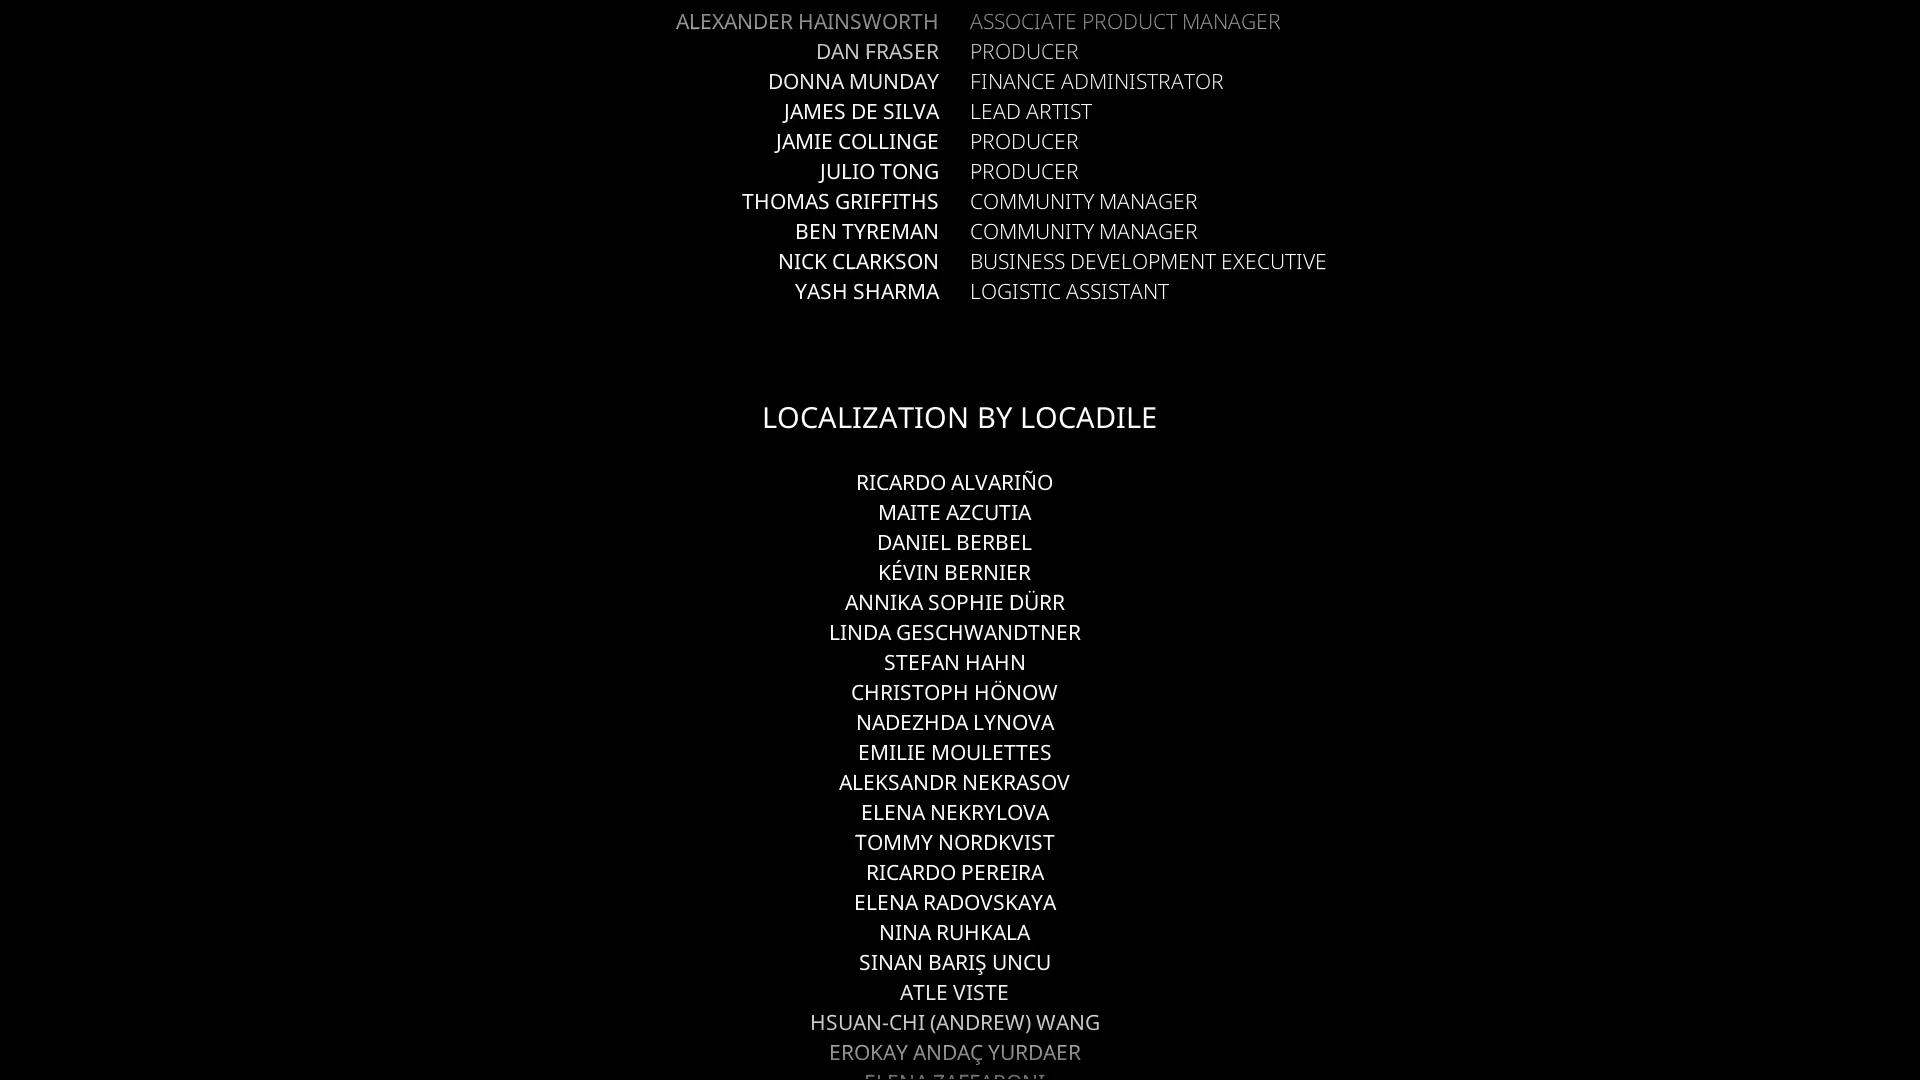 ALEXANDER HAINSWORTH ASSOCIATE PRODUCT MANAGER
DAN FRASER PRODUCER
DONNA MUNDAY FINANCE ADMINISTRATOR
JAMES DE SILVA LEAD ARTIST
JAMIE COLLINGE PRODUCER
JULIO TONG PRODUCER
THOMAS GRIFFITHS COMMUNITY MANAGER
BEN TYREMAN COMMUNITY MANAGER
NICK CLARKSON BUSINESS DEVELOPMENT EXECUTIVE
YASH SHARMA LOGISTIC ASSISTANT
LOCALIZATION BY LOCADILE
RICARDO ALVARIÑO
MAITE AZCUTIA
DANIEL BERBEL
KÉVIN BERNIER
ANNIKA SOPHIE DÜRR
LINDA GESCHWANDTNER
STEFAN HAHN
CHRISTOPH HÖNOW
NADEZHDA LYNOVA
EMILIE MOULETTES
ALEKSANDR NEKRASOV
ELENA NEKRYLOVA
TOMMY NORDKVIST
RICARDO PEREIRA
ELENA RADOVSKAYA
NINA RUHKALA
SINAN BARIŞ UNCU
ATLE VISTE
HSUAN-CHI (ANDREW) WANG
EROKAY ANDAÇ YURDAER
ELENA ZAFFARONI